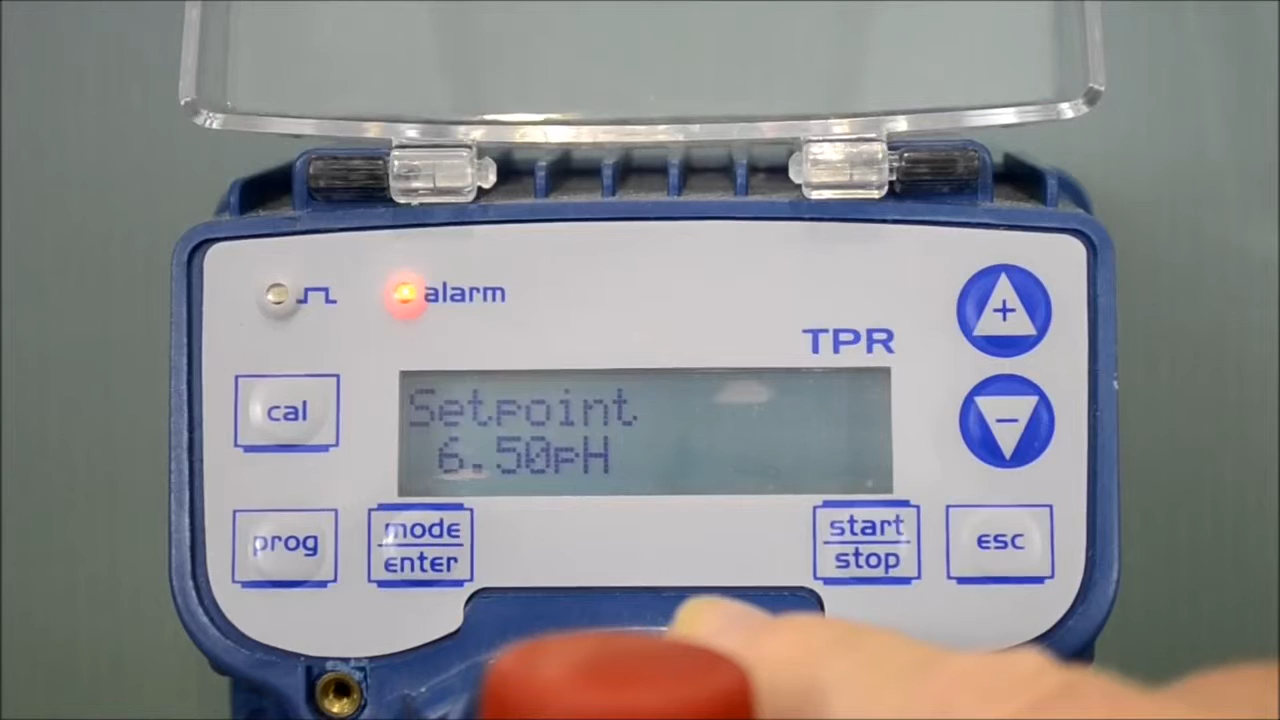 alarm
TPR
+
cal
Setpoint
6.50pH
-
prog
mode
enter
start
stop
esc